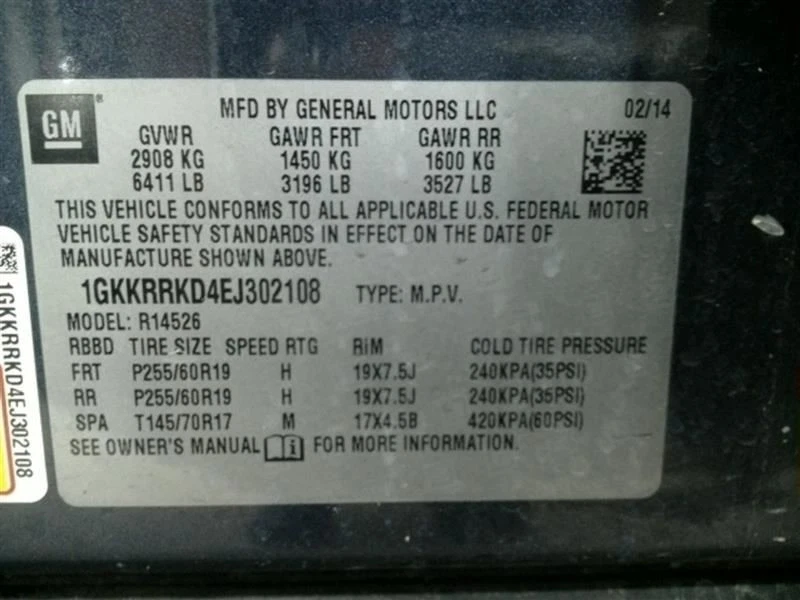 GM®
MFD BY GENERAL MOTORS LLC 02/14
GVWR GAWR FRT GAWR RR
2908 KG 1450 KG 1600 KG
6411 LB 3196 LB 3527 LB
THIS VEHICLE CONFORMS TO ALL APPLICABLE U.S. FEDERAL MOTOR
VEHICLE SAFETY STANDARDS IN EFFECT ON THE DATE OF
MANUFACTURE SHOWN ABOVE.
1GKKRRKD4EJ302108 TYPE: M.P.V.
MODEL: R14526
RBBD TIRE SIZE SPEED RTG RIM COLD TIRE PRESSURE
FRT P255/60R19 H 19X7.5J 240KPA(35PSI)
RR P255/60R19 H 19X7.5J 240KPA(35PSI)
SPA T145/70R17 M 17X4.5B 420KPA(60PSI)
SEE OWNER'S MANUAL i FOR MORE INFORMATION.
1GKKRRKD4EJ302108